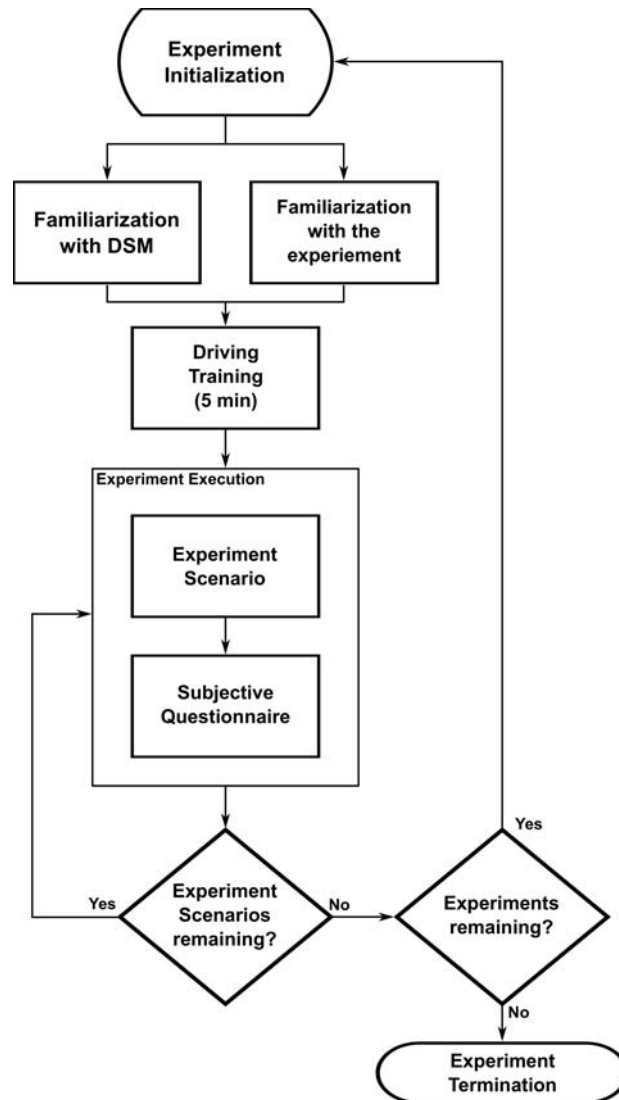 Experiment
Initialization
Familiarization
with DSM
Familiarization
with the
experiement
Driving
Training
(5 min)
Experiment Execution
Experiment
Scenario
Subjective
Questionnaire
Experiment
Scenarios
remaining?
Yes
No
Experiments
remaining?
Yes
No
Experiment
Termination